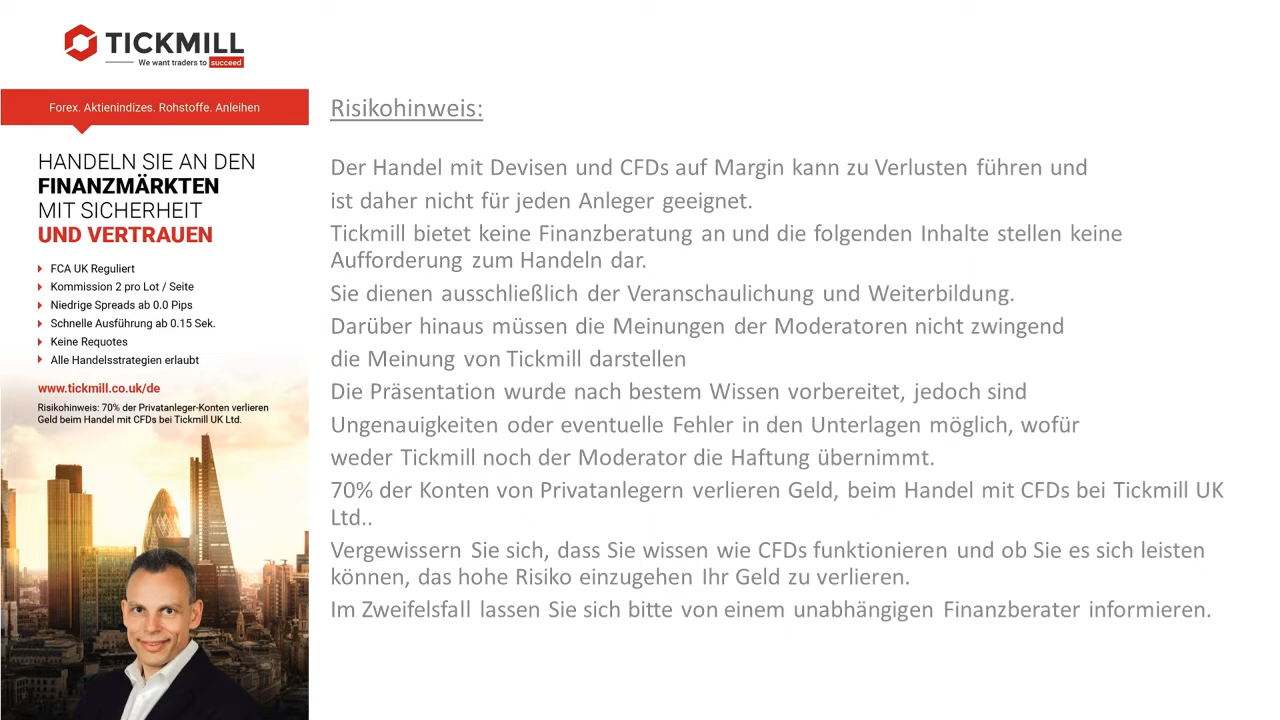 TICKMILL
We want traders to succeed
Forex. Aktienindizes. Rohstoffe. Anleihen
HANDELN SIE AN DEN
FINANZMÄRKTEN
MIT SICHERHEIT
UND VERTRAUEN
FCA UK Reguliert
Kommission 2 pro Lot / Seite
Niedrige Spreads ab 0.0 Pips
Schnelle Ausführung ab 0.15 Sek.
Keine Requotes
Alle Handelsstrategien erlaubt
www.tickmill.co.uk/de
Risikohinweis: 70% der Privatanleger-Konten verlieren
Geld beim Handel mit CFDs bei Tickmill UK Ltd.
Risikohinweis:
Der Handel mit Devisen und CFDs auf Margin kann zu Verlusten führen und
ist daher nicht für jeden Anleger geeignet.
Tickmill bietet keine Finanzberatung an und die folgenden Inhalte stellen keine
Aufforderung zum Handeln dar.
Sie dienen ausschließlich der Veranschaulichung und Weiterbildung.
Darüber hinaus müssen die Meinungen der Moderatoren nicht zwingend
die Meinung von Tickmill darstellen
Die Präsentation wurde nach bestem Wissen vorbereitet, jedoch sind
Ungenauigkeiten oder eventuelle Fehler in den Unterlagen möglich, wofür
weder Tickmill noch der Moderator die Haftung übernimmt.
70% der Konten von Privatanlegern verlieren Geld, beim Handel mit CFDs bei Tickmill UK
Ltd..
Vergewissern Sie sich, dass Sie wissen wie CFDs funktionieren und ob Sie es sich leisten
können, das hohe Risiko einzugehen Ihr Geld zu verlieren.
Im Zweifelsfall lassen Sie sich bitte von einem unabhängigen Finanzberater informieren.